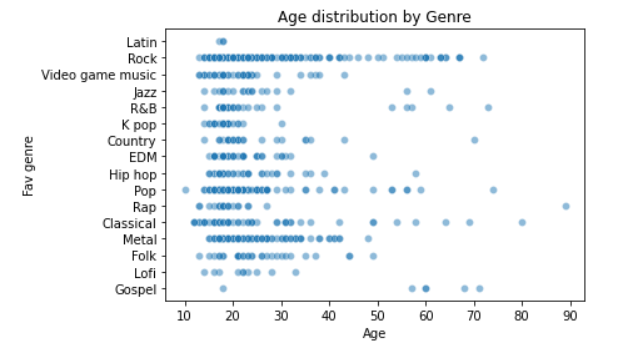 Age distribution by Genre
Fav genre
Latin
Rock
Video game music
Jazz
R&B
K pop
Country
EDM
Hip hop
Pop
Rap
Classical
Metal
Folk
Lofi
Gospel
10 20 30 40 50 60 70 80 90
Age